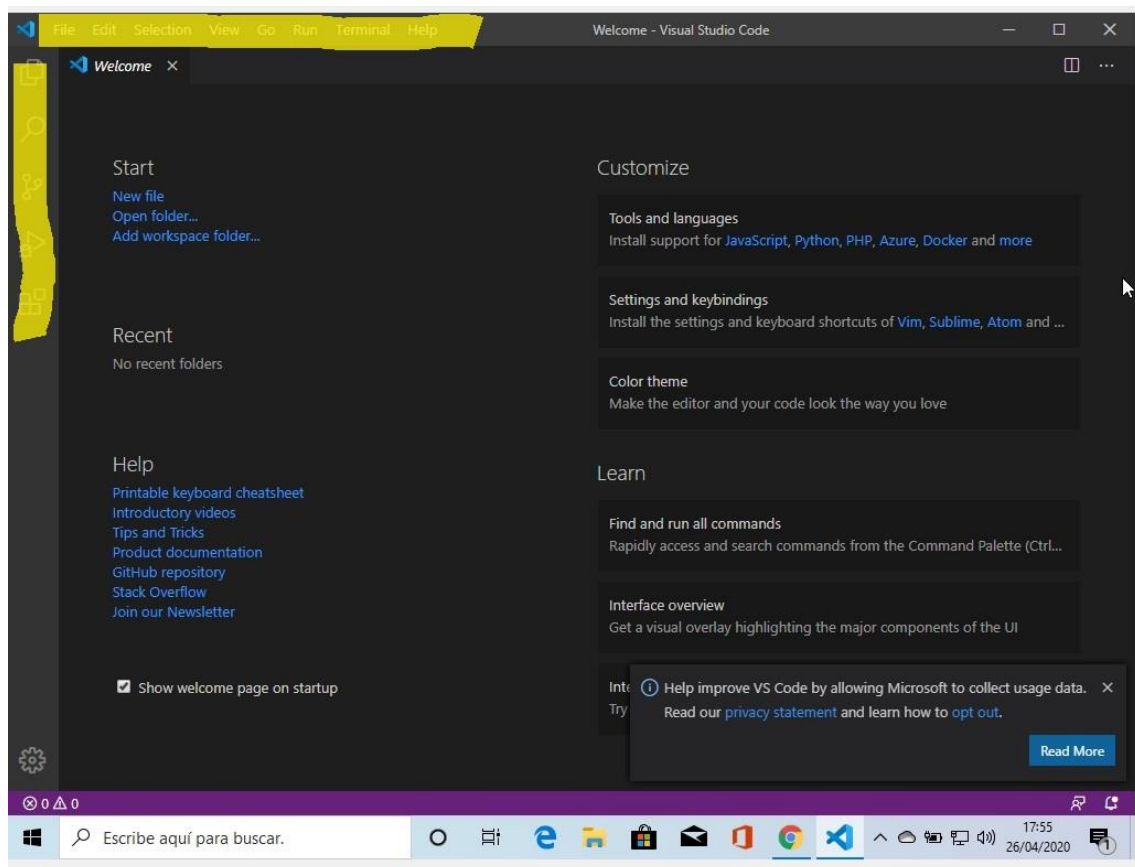 File Edit Selection View Go Run Terminal Help
Welcome - Visual Studio Code
Welcome
Start
New file
Open folder...
Add workspace folder...
Recent
No recent folders
Help
Printable keyboard cheatsheet
Introductory videos
Tips and Tricks
Product documentation
GitHub repository
Stack Overflow
Join our Newsletter
Show welcome page on startup
Customize
Tools and languages
Install support for JavaScript, Python, PHP, Azure, Docker and more
Settings and keybindings
Install the settings and keyboard shortcuts of Vim, Sublime, Atom and ...
Color theme
Make the editor and your code look the way you love
Learn
Find and run all commands
Rapidly access and search commands from the Command Palette (Ctrl...
Interface overview
Get a visual overlay highlighting the major components of the UI
Inte
Try
Help improve VS Code by allowing Microsoft to collect usage data.
Read our privacy statement and learn how to opt out.
Read More
0 0
Escribe aquí para buscar.
17:55
26/04/2020
1